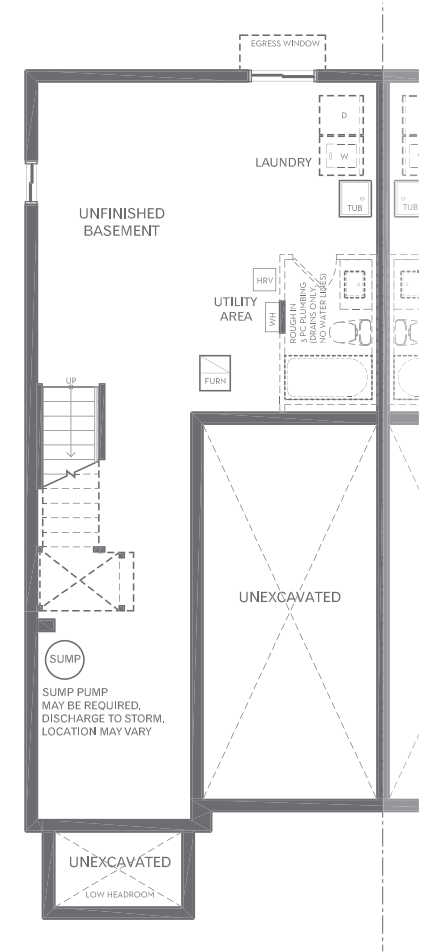 EGRESS WINDOW
D
LAUNDRY
W
TUB
TUB
UNFINISHED
BASEMENT
HRV
UTILITY
AREA
WH
ROUGH IN
3 PC PLUMBING
(DRAINS ONLY,
NO WATER LINES)
FURN
UP
UNEXCAVATED
SUMP
SUMP PUMP
MAY BE REQUIRED.
DISCHARGE TO STORM.
LOCATION MAY VARY
UNEXCAVATED
LOW HEADROOM